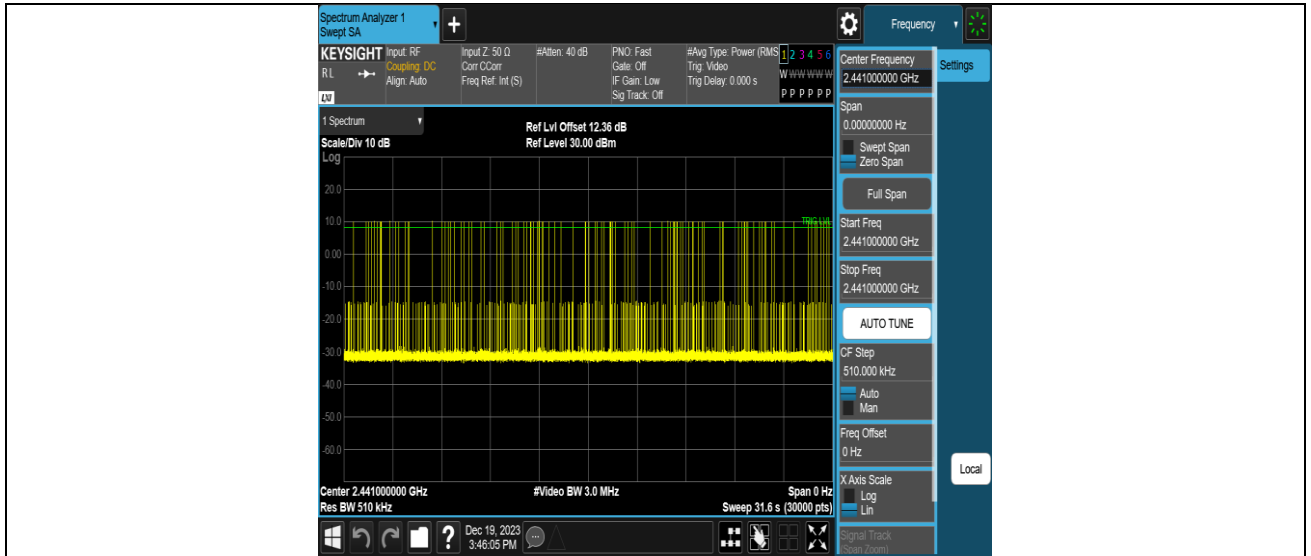 Spectrum Analyzer 1
Swept SA
+
Frequency
KEYSIGHT
RL
LXI
Input: RF
Coupling: DC
Align: Auto
Input Z: 50 Ω
Corr CCorr
Freq Ref: Int (S)
#Atten: 40 dB
PNO: Fast
Gate: Off
IF Gain: Low
Sig Track: Off
#Avg Type: Power (RMS
Trig: Video
Trig Delay: 0.000 s
1 2 3 4 5 6
W W W W W W
P P P P P P
Center Frequency
2.441000000 GHz
Settings
Span
0.00000000 Hz
Swept Span
Zero Span
Full Span
Start Freq
2.441000000 GHz
Stop Freq
2.441000000 GHz
AUTO TUNE
CF Step
510.000 kHz
Auto
Man
Freq Offset
0 Hz
X Axis Scale
Log
Lin
Signal Track
(Span Zoom)
Local
1 Spectrum
Scale/Div 10 dB
Log
Ref Lvl Offset 12.36 dB
Ref Level 30.00 dBm
TRIG LVL
20.0
10.0
0.00
-10.0
-20.0
-30.0
-40.0
-50.0
-60.0
Center 2.441000000 GHz
Res BW 510 kHz
#Video BW 3.0 MHz
Span 0 Hz
Sweep 31.6 s (30000 pts)
?
Dec 19, 2023
3:46:05 PM